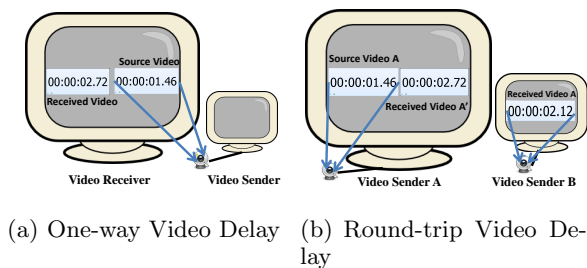 Source Video
00:00:02.72 00:00:01.46
Received Video
Video Receiver Video Sender
(a) One-way Video Delay
Source Video A
00:00:01.46 00:00:02.72
Received Video A'
Received Video A
00:00:02.12
Video Sender A Video Sender B
(b) Round-trip Video De-
lay